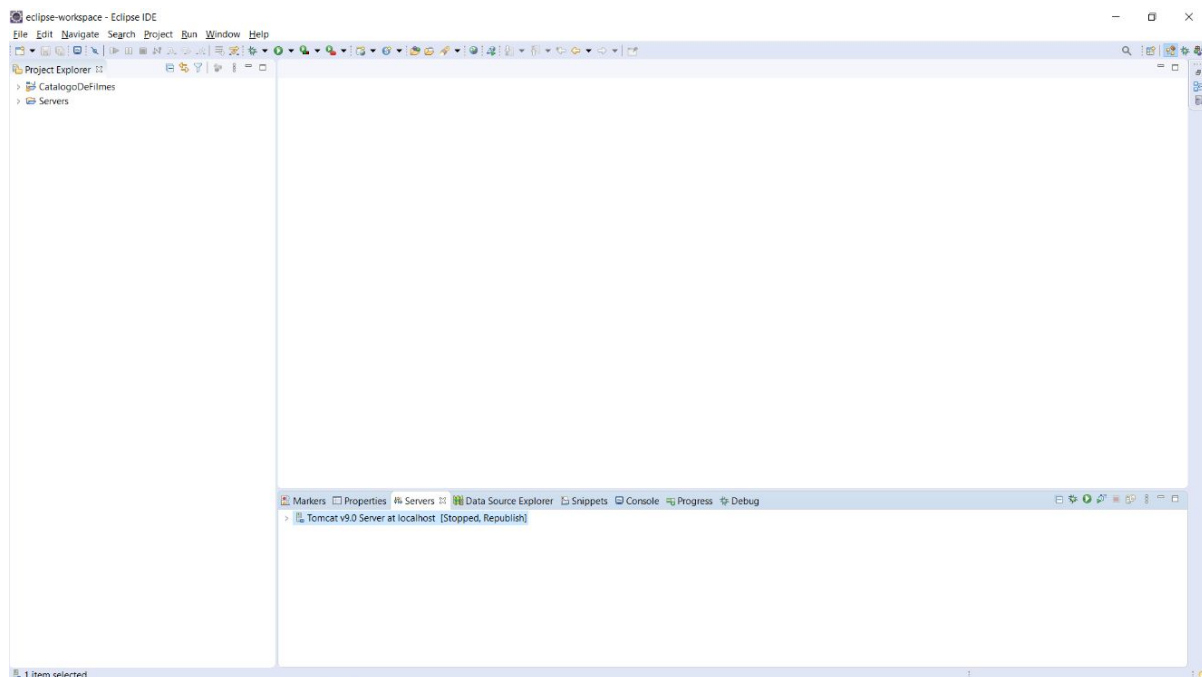 eclipse-workspace - Eclipse IDE
File Edit Navigate Search Project Run Window Help
Project Explorer
CatalogoDeFilmes
Servers
Markers Properties Servers Data Source Explorer Snippets Console Progress Debug
Tomcat v9.0 Server at localhost [Stopped, Republish]
1 item selected